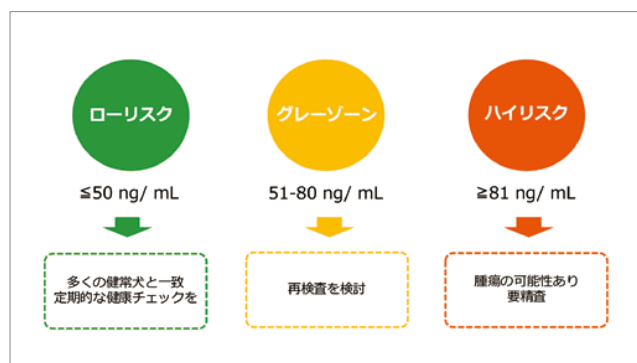 ローリスク
グレーゾーン
ハイリスク
≦50 ng/ mL
51-80 ng/ mL
≧81 ng/ mL
多くの健常犬と一致
定期的な健康チェックを
再検査を検討
腫瘍の可能性あり
要精査